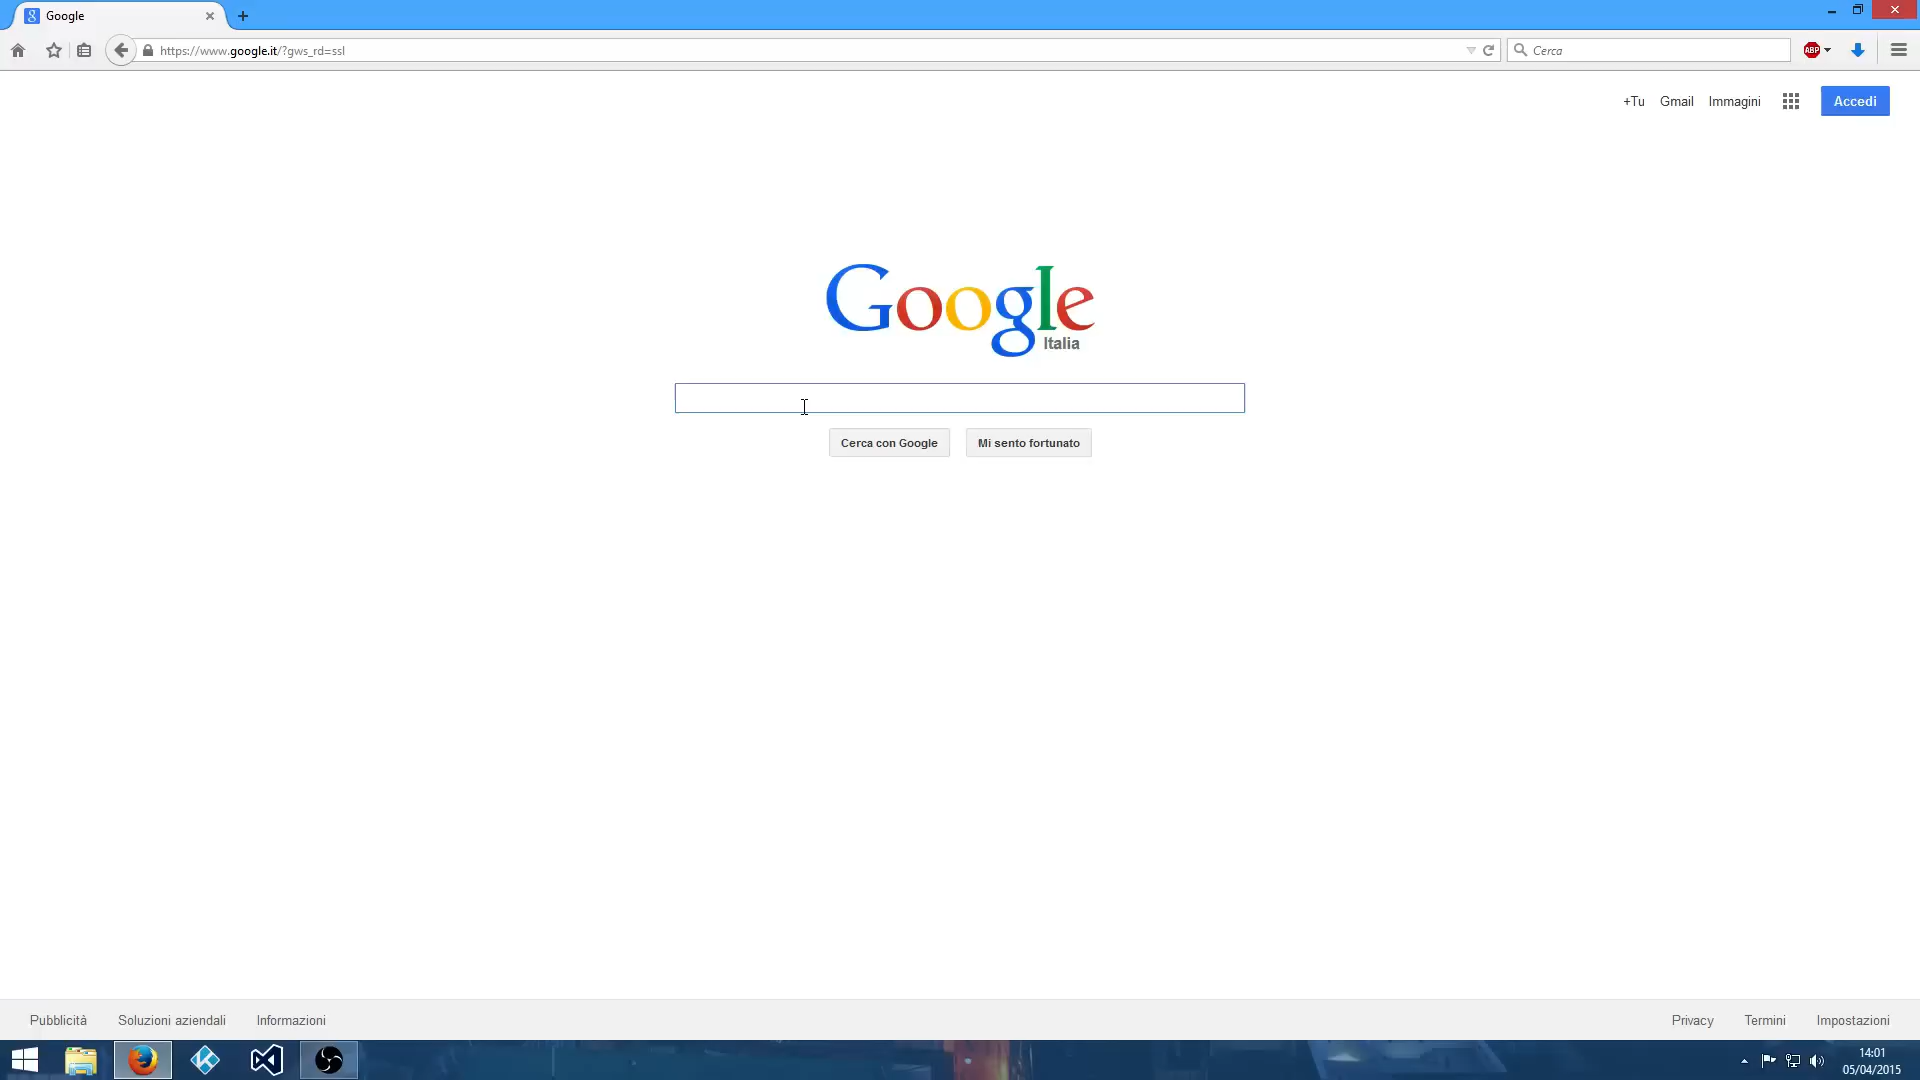 Google
https://www.google.it/?gws_rd=ssl
Cerca
ABP
+Tu Gmail Immagini Accedi
Google
Italia
Cerca con Google Mi sento fortunato
Pubblicità Soluzioni aziendali Informazioni Privacy Termini Impostazioni
14:01
05/04/2015